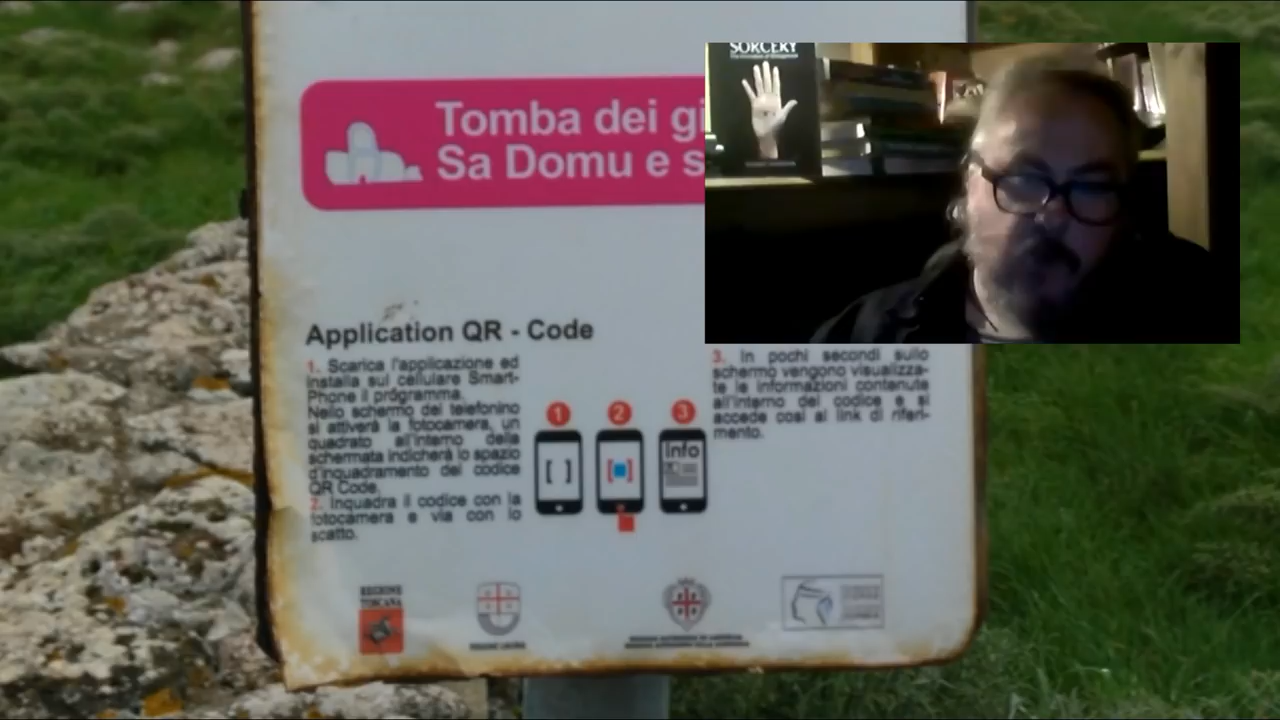 SORCERY
Tomba dei gi
Sa Domu e s
Application QR - Code
1. Scarica l'applicazione ed
installa sul cellulare Smart-
Phone il programma.
Nello schermo del telefonino
si attiverà la fotocamera, un
quadrato all'interno della
schermata indicherà lo spazio
d'inquadramento del codice
QR Code.
2. Inquadra il codice con la
fotocamera e via con lo
scatto.
1 2 3
info
3. In pochi secondi sullo
schermo vengono visualizza-
te le informazioni contenute
all'interno del codice e si
accede così al link di riferi-
mento.
REGIONE
TOSCANA
REGIONE LIGURIA